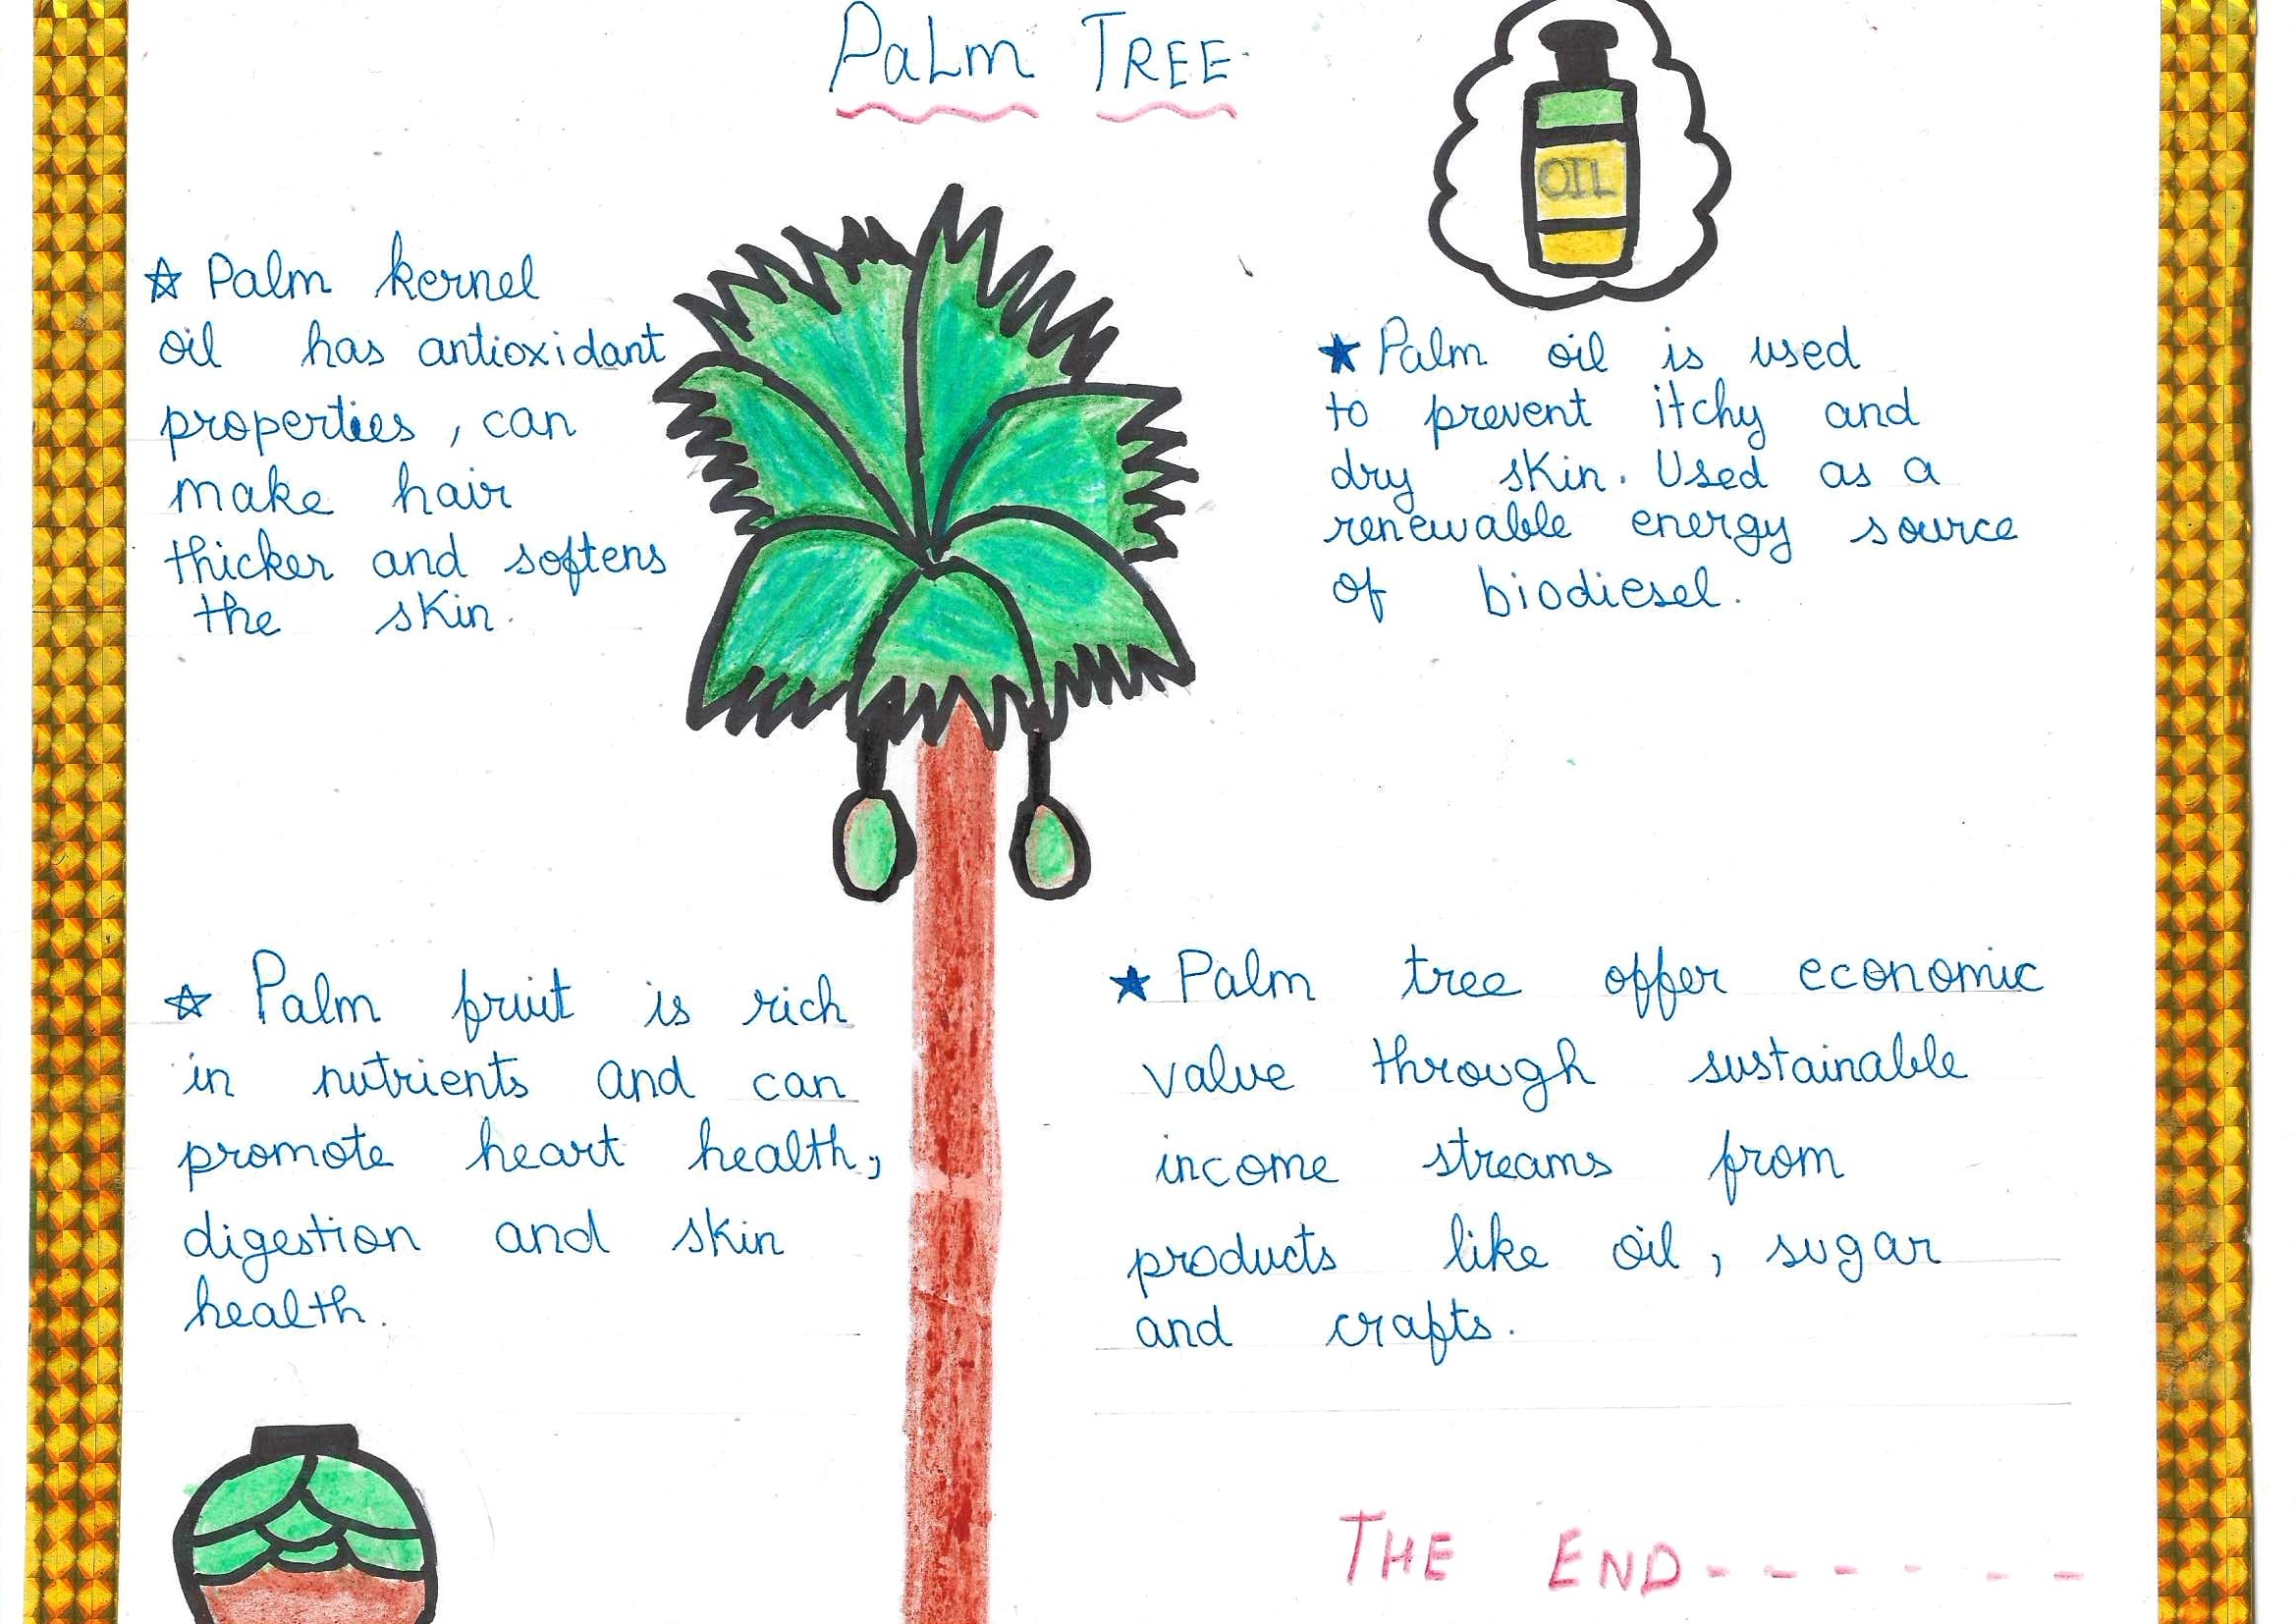 PaLm TREE
OIL
☆ Palm kernel
oil has antioxidant
properties, can
make hair
thicker and softens
the skin.
★ Palm oil is used
to prevent itchy and
dry skin. Used as a
renewable energy source
of biodiesel.
☆ Palm fruit is rich
in nutrients and can
promote heart health,
digestion and skin
health.
★ Palm tree offer economic
value through sustainable
income streams from
products like oil, sugar
and crafts.
THE END- - - - - - -